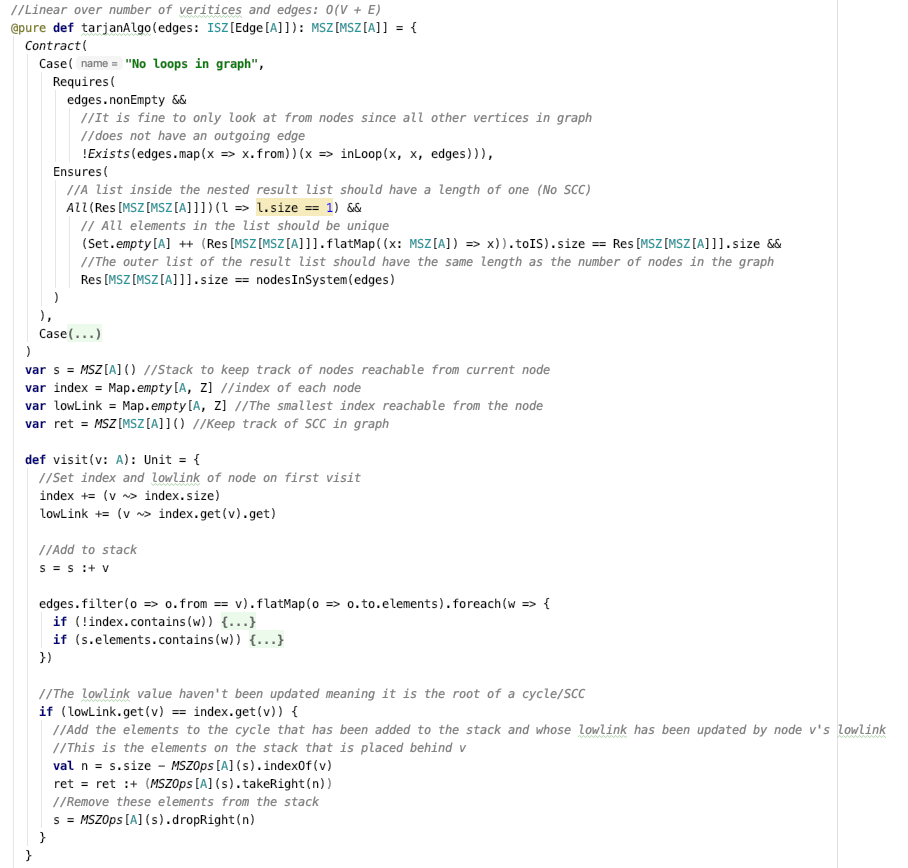 //Linear over number of veritices and edges: O(V + E)
@pure def tarjanAlgo(edges: ISZ[Edge[A]]): MSZ[MSZ[A]] = {
  Contract(
    Case( name = "No loops in graph",
      Requires(
        edges.nonEmpty &&
          //It is fine to only look at from nodes since all other vertices in graph
          //does not have an outgoing edge
          !Exists(edges.map(x => x.from))(x => inLoop(x, x, edges))),
      Ensures(
        //A list inside the nested result list should have a length of one (No SCC)
        All(Res[MSZ[MSZ[A]]])(l => l.size == 1) &&
          // All elements in the list should be unique
          (Set.empty[A] ++ (Res[MSZ[MSZ[A]]].flatMap((x: MSZ[A]) => x)).toIS).size == Res[MSZ[MSZ[A]]].size &&
          //The outer list of the result list should have the same length as the number of nodes in the graph
          Res[MSZ[MSZ[A]]].size == nodesInSystem(edges)
      )
    ),
    Case(...)
  )
  var s = MSZ[A]() //Stack to keep track of nodes reachable from current node
  var index = Map.empty[A, Z] //index of each node
  var lowLink = Map.empty[A, Z] //The smallest index reachable from the node
  var ret = MSZ[MSZ[A]]() //Keep track of SCC in graph

  def visit(v: A): Unit = {
    //Set index and lowlink of node on first visit
    index += (v ~> index.size)
    lowLink += (v ~> index.get(v).get)

    //Add to stack
    s = s :+ v

    edges.filter(o => o.from == v).flatMap(o => o.to.elements).foreach(w => {
      if (!index.contains(w)) {...}
      if (s.elements.contains(w)) {...}
    })

    //The lowlink value haven't been updated meaning it is the root of a cycle/SCC
    if (lowLink.get(v) == index.get(v)) {
      //Add the elements to the cycle that has been added to the stack and whose lowlink has been updated by node v's lowlink
      //This is the elements on the stack that is placed behind v
      val n = s.size - MSZOps[A](s).indexOf(v)
      ret = ret :+ (MSZOps[A](s).takeRight(n))
      //Remove these elements from the stack
      s = MSZOps[A](s).dropRight(n)
    }
  }